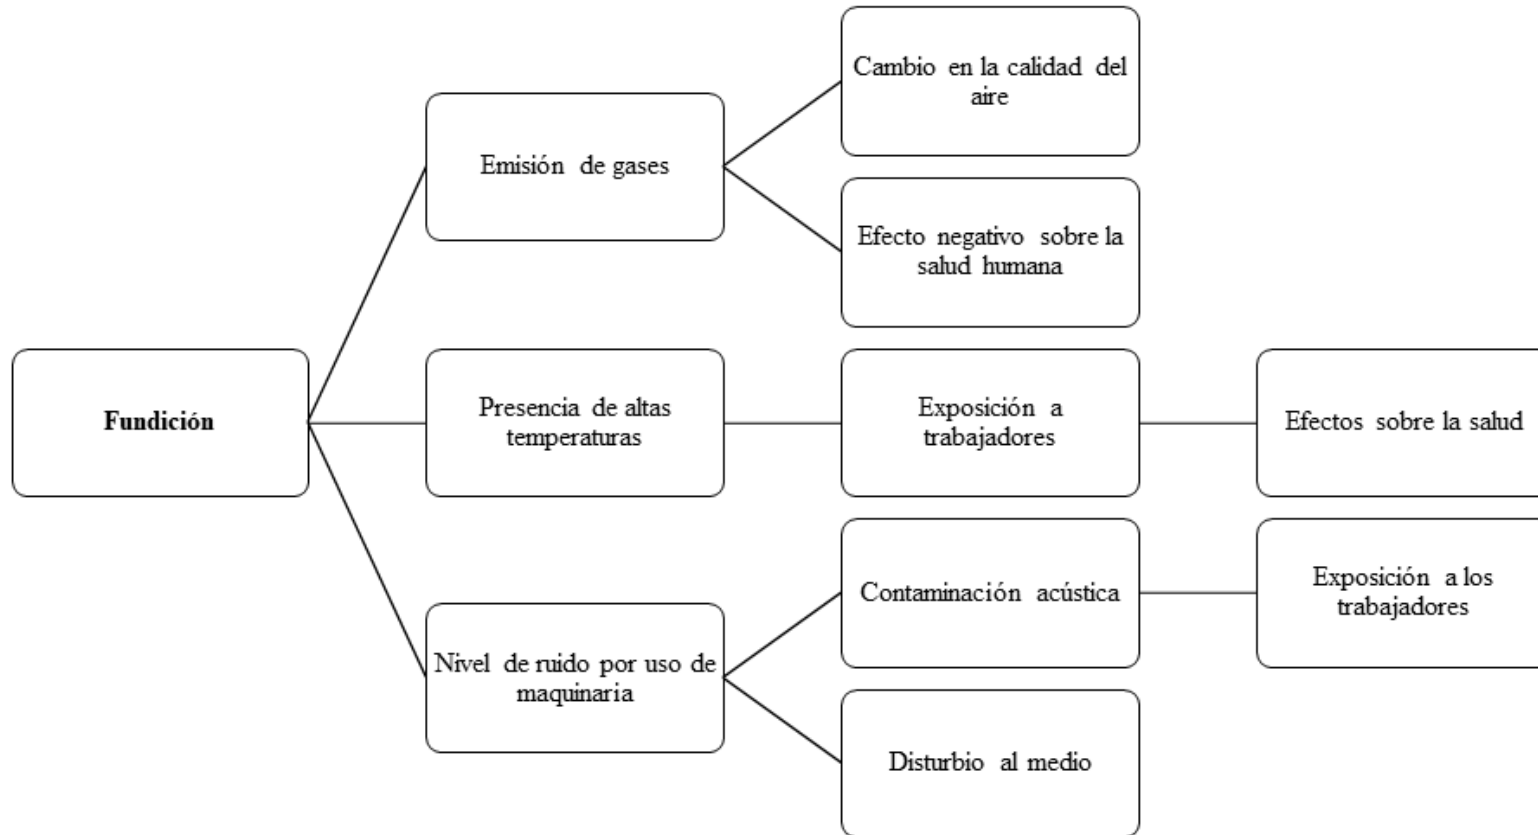 Cambio en la calidad del
aire
Emisión de gases
Efecto negativo sobre la
salud humana
Fundición
Presencia de altas
temperaturas
Exposición a
trabajadores
Efectos sobre la salud
Nivel de ruido por uso de
maquinaria
Contaminación acústica
Exposición a los
trabajadores
Disturbio al medio